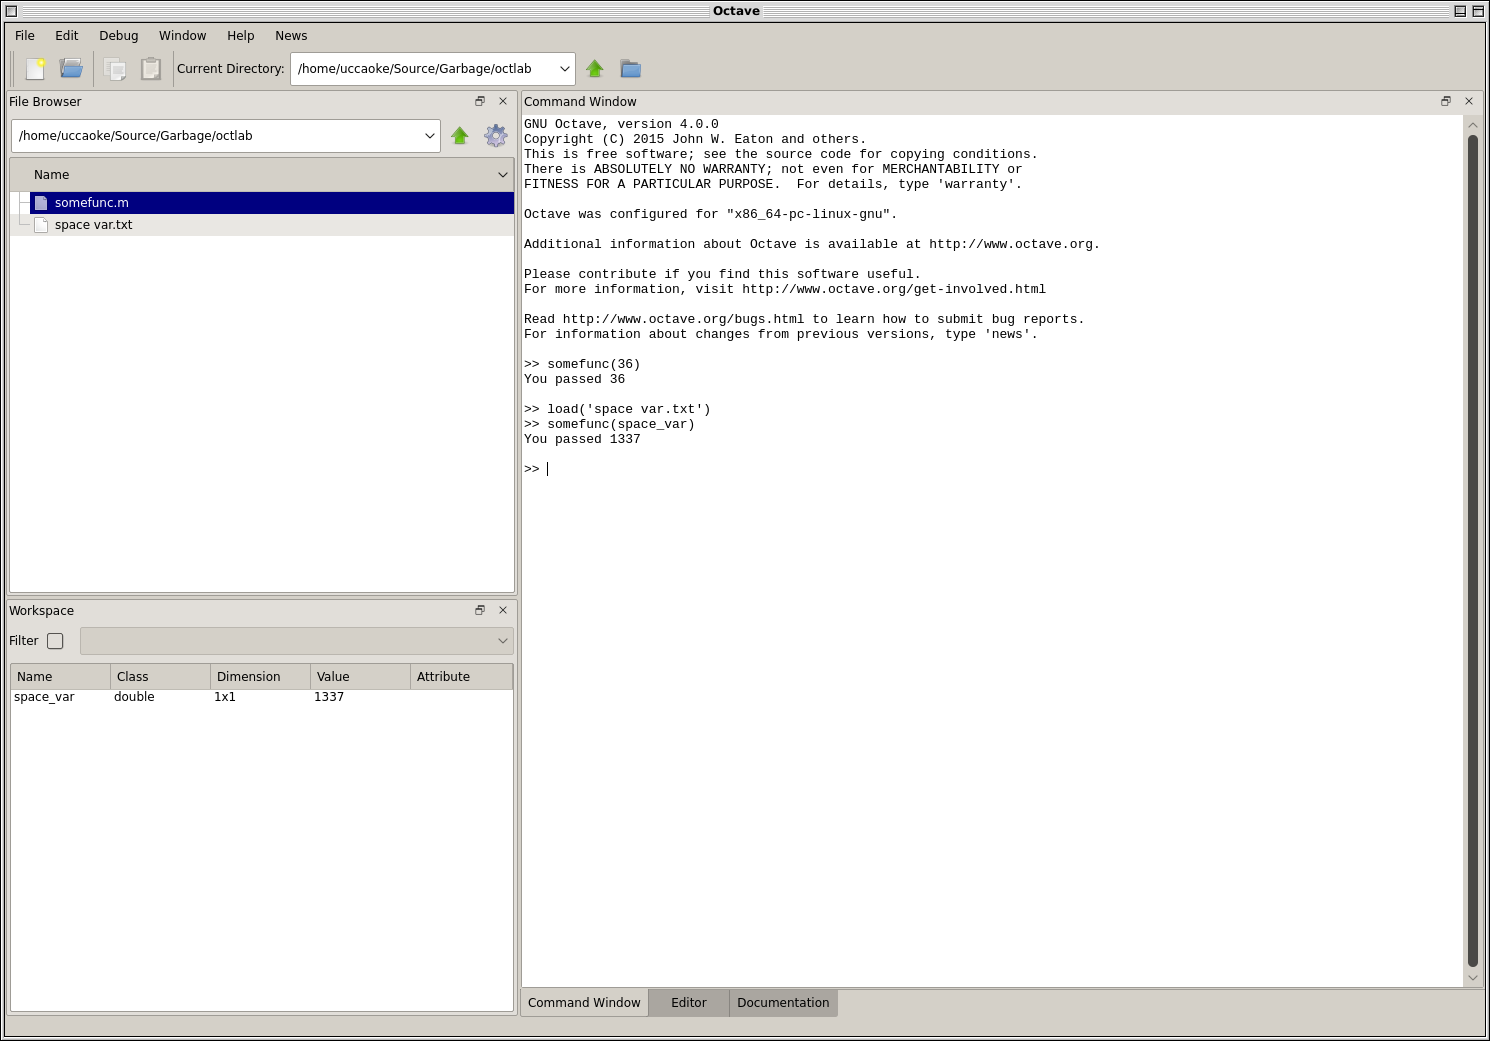 Octave
File Edit Debug Window Help News
Current Directory: /home/uccaoke/Source/Garbage/octlab
File Browser
/home/uccaoke/Source/Garbage/octlab
Name
somefunc.m
space var.txt
Workspace
Filter
Name Class Dimension Value Attribute
space_var double 1x1 1337
Command Window
GNU Octave, version 4.0.0
Copyright (C) 2015 John W. Eaton and others.
This is free software; see the source code for copying conditions.
There is ABSOLUTELY NO WARRANTY; not even for MERCHANTABILITY or
FITNESS FOR A PARTICULAR PURPOSE.  For details, type 'warranty'.
Octave was configured for "x86_64-pc-linux-gnu".
Additional information about Octave is available at http://www.octave.org.
Please contribute if you find this software useful.
For more information, visit http://www.octave.org/get-involved.html
Read http://www.octave.org/bugs.html to learn how to submit bug reports.
For information about changes from previous versions, type 'news'.
>> somefunc(36)
You passed 36
>> load('space var.txt')
>> somefunc(space_var)
You passed 1337
>>
Command Window Editor Documentation